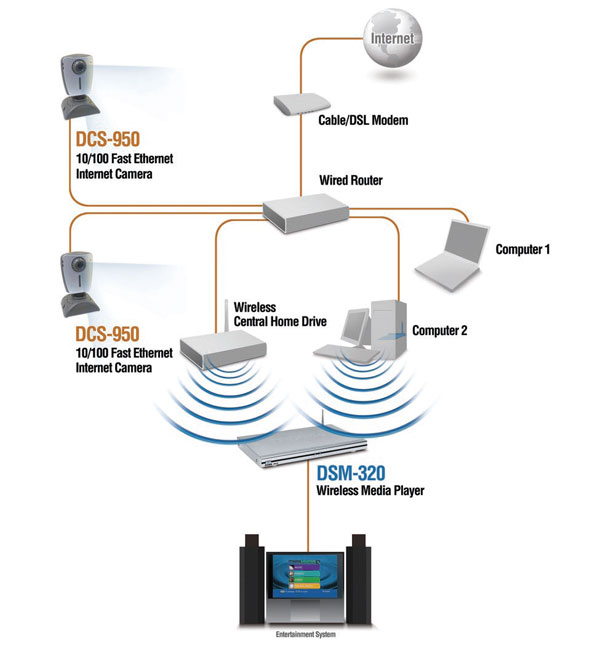 Internet
Cable/DSL Modem
DCS-950
10/100 Fast Ethernet
Internet Camera
Wired Router
Computer 1
DCS-950
10/100 Fast Ethernet
Internet Camera
Wireless
Central Home Drive
Computer 2
DSM-320
Wireless Media Player
Entertainment System